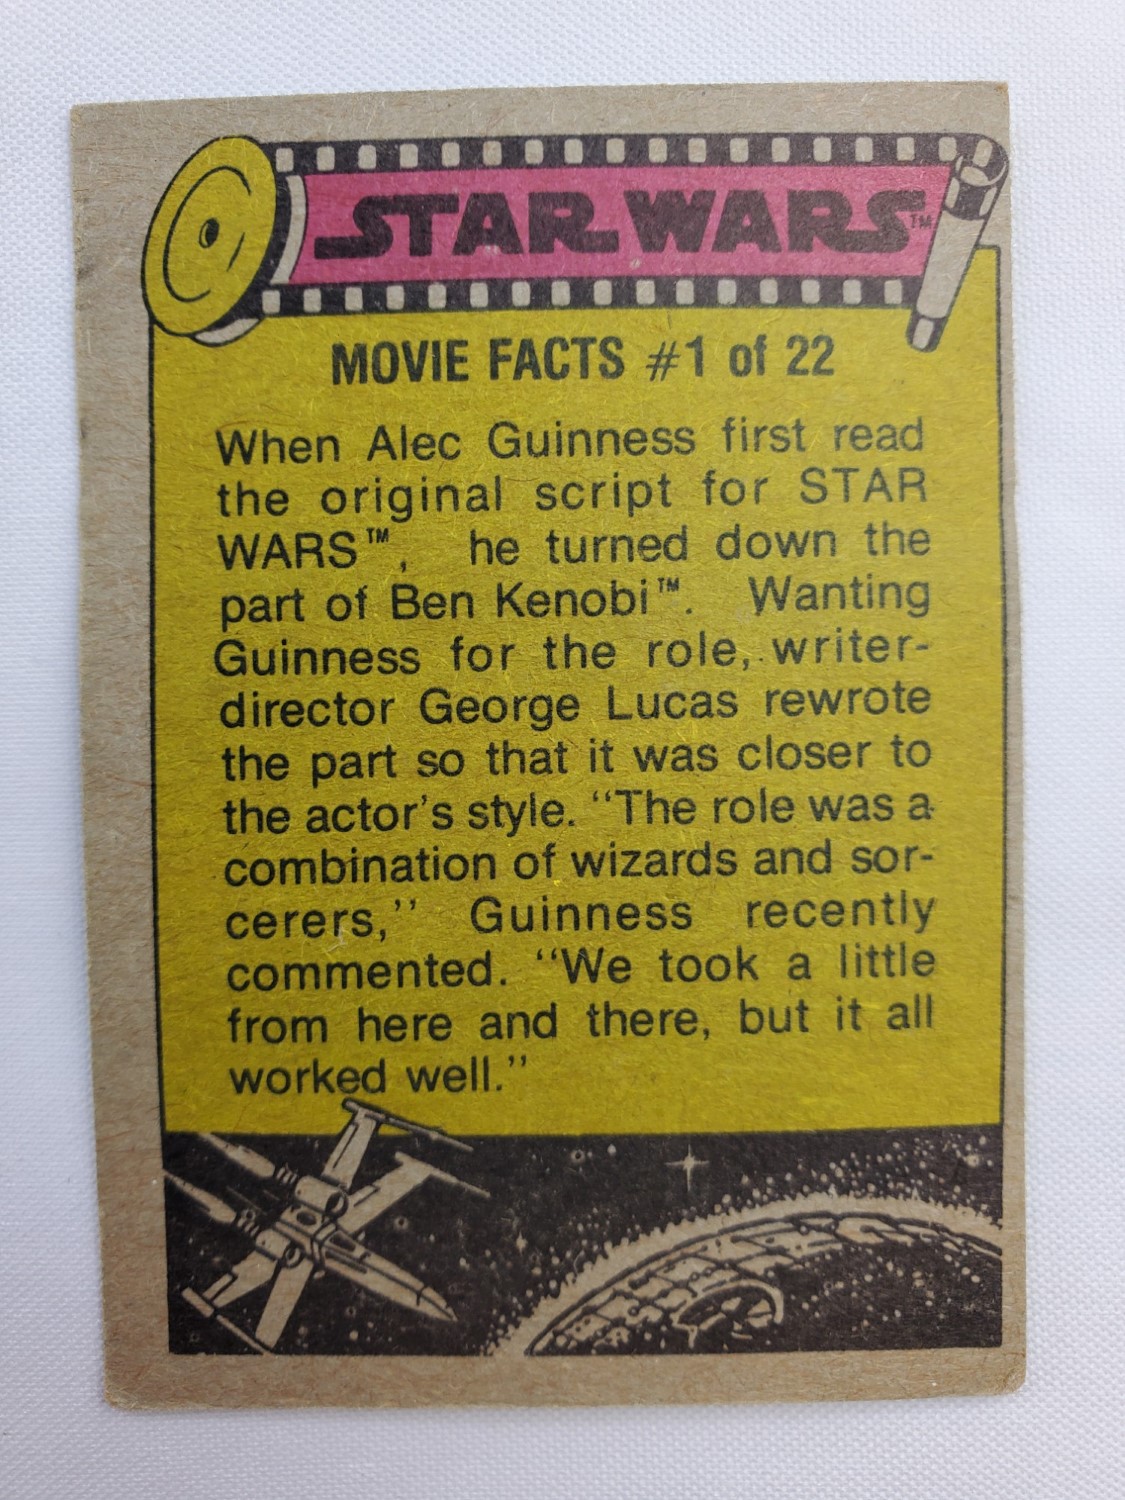 STAR WARS™
MOVIE FACTS #1 of 22
When Alec Guinness first read
the original script for STAR
WARS™, he turned down the
part of Ben Kenobi™. Wanting
Guinness for the role, writer-
director George Lucas rewrote
the part so that it was closer to
the actor's style. ‘‘The role was a
combination of wizards and sor-
cerers,’’ Guinness recently
commented. ‘‘We took a little
from here and there, but it all
worked well.’’